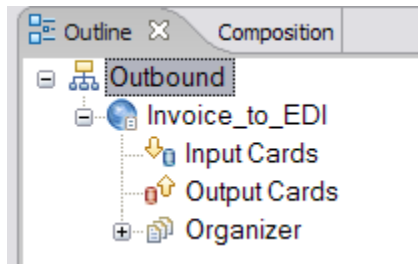 Outline Composition
Outbound
Invoice_to_EDI
Input Cards
Output Cards
Organizer